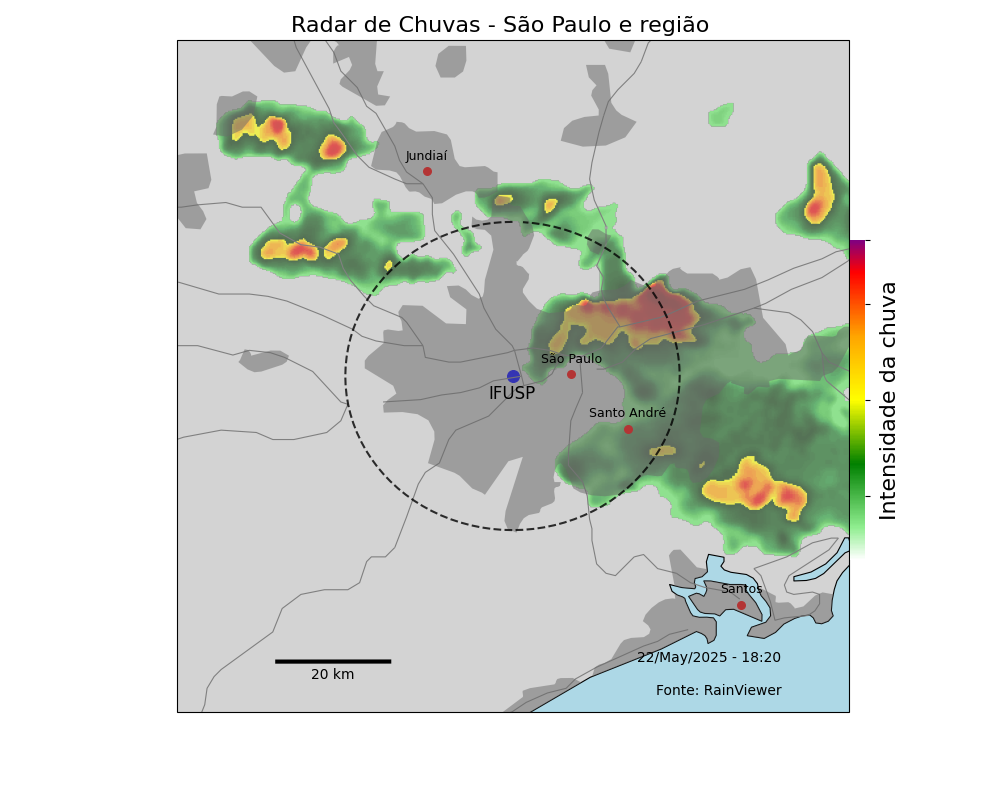 Radar de Chuvas - São Paulo e região
Jundiaí
São Paulo
IFUSP
Santo André
Intensidade da chuva
Santos
22/May/2025 - 18:20
20 km
Fonte: RainViewer